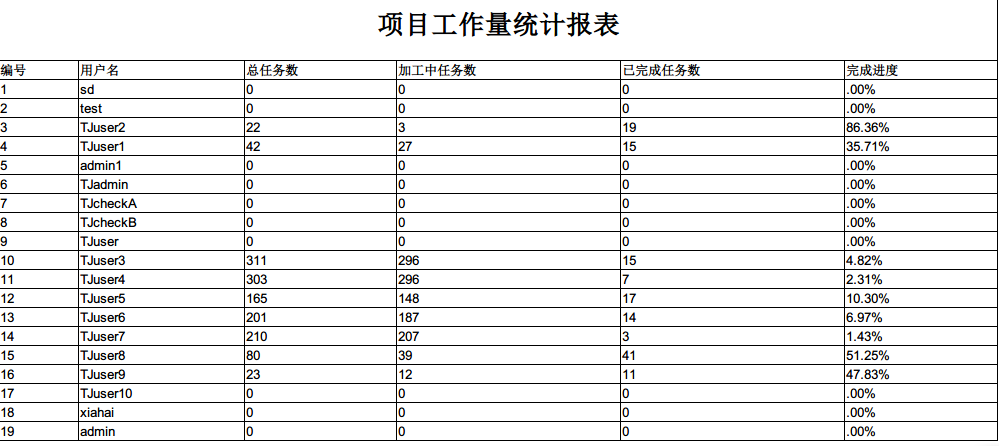 项目工作量统计报表
编号 用户名 总任务数 加工中任务数 已完成任务数 完成进度
1 sd 0 0 0 .00%
2 test 0 0 0 .00%
3 TJuser2 22 3 19 86.36%
4 TJuser1 42 27 15 35.71%
5 admin1 0 0 0 .00%
6 TJadmin 0 0 0 .00%
7 TJcheckA 0 0 0 .00%
8 TJcheckB 0 0 0 .00%
9 TJuser 0 0 0 .00%
10 TJuser3 311 296 15 4.82%
11 TJuser4 303 296 7 2.31%
12 TJuser5 165 148 17 10.30%
13 TJuser6 201 187 14 6.97%
14 TJuser7 210 207 3 1.43%
15 TJuser8 80 39 41 51.25%
16 TJuser9 23 12 11 47.83%
17 TJuser10 0 0 0 .00%
18 xiahai 0 0 0 .00%
19 admin 0 0 0 .00%